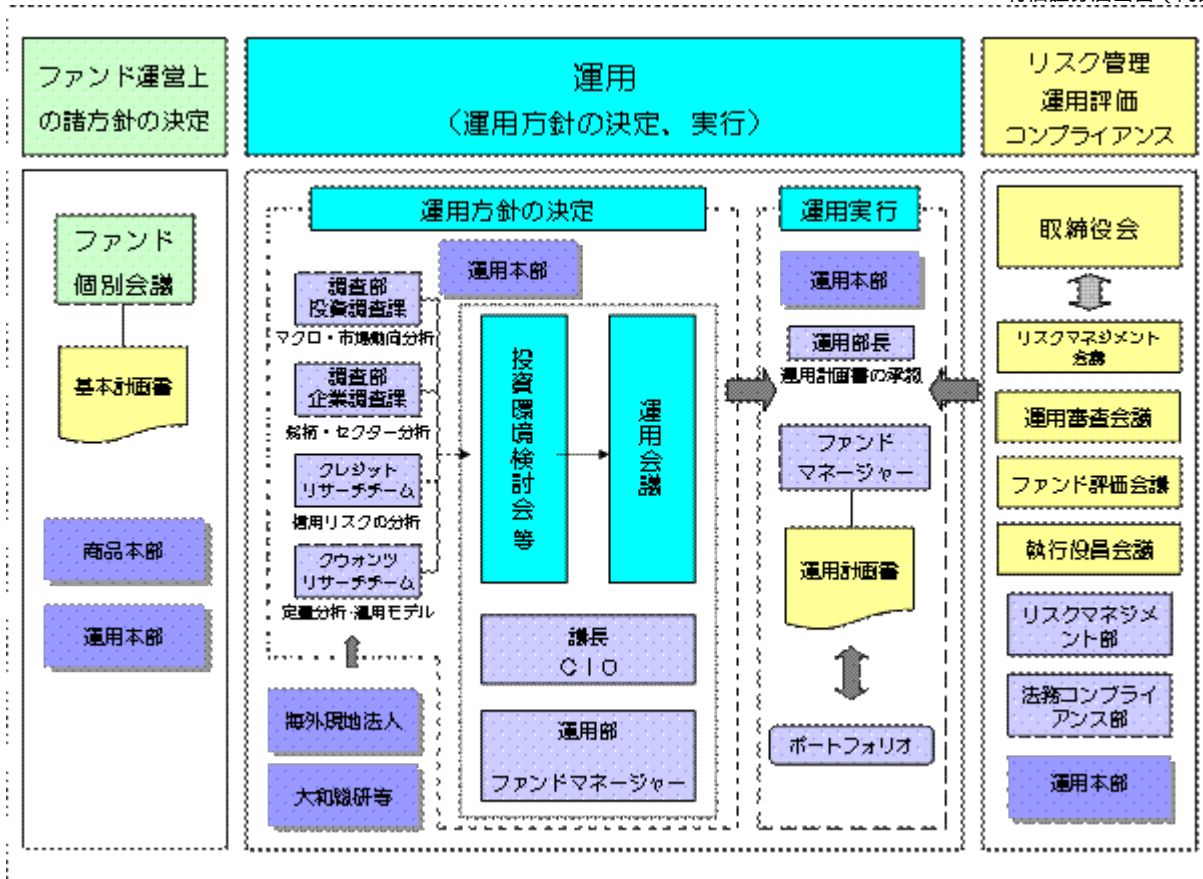 ファンド運営上
の諸方針の決定
運用
（運用方針の決定、実行）
リスク管理
運用評価
コンプライアンス
ファンド
個別会議
基本計画書
商品本部
運用本部
運用方針の決定
運用本部
調査部
投資調査課
マクロ・市場動向分析
調査部
企業調査課
銘柄・セクター分析
クレジット
リサーチチーム
信用リスクの分析
クウォンツ
リサーチチーム
定量分析・運用モデル
海外現地法人
大和総研等
投資環境検討会 等
運用会議
議長
ＣＩＯ
運用部
ファンドマネージャー
運用実行
運用本部
運用部長
運用計画書の承認
ファンド
マネージャー
運用計画書
ポートフォリオ
取締役会
リスクマネジメント
会議
運用審査会議
ファンド評価会議
執行役員会議
リスクマネジメ
ント部
法務コンプライ
アンス部
運用本部